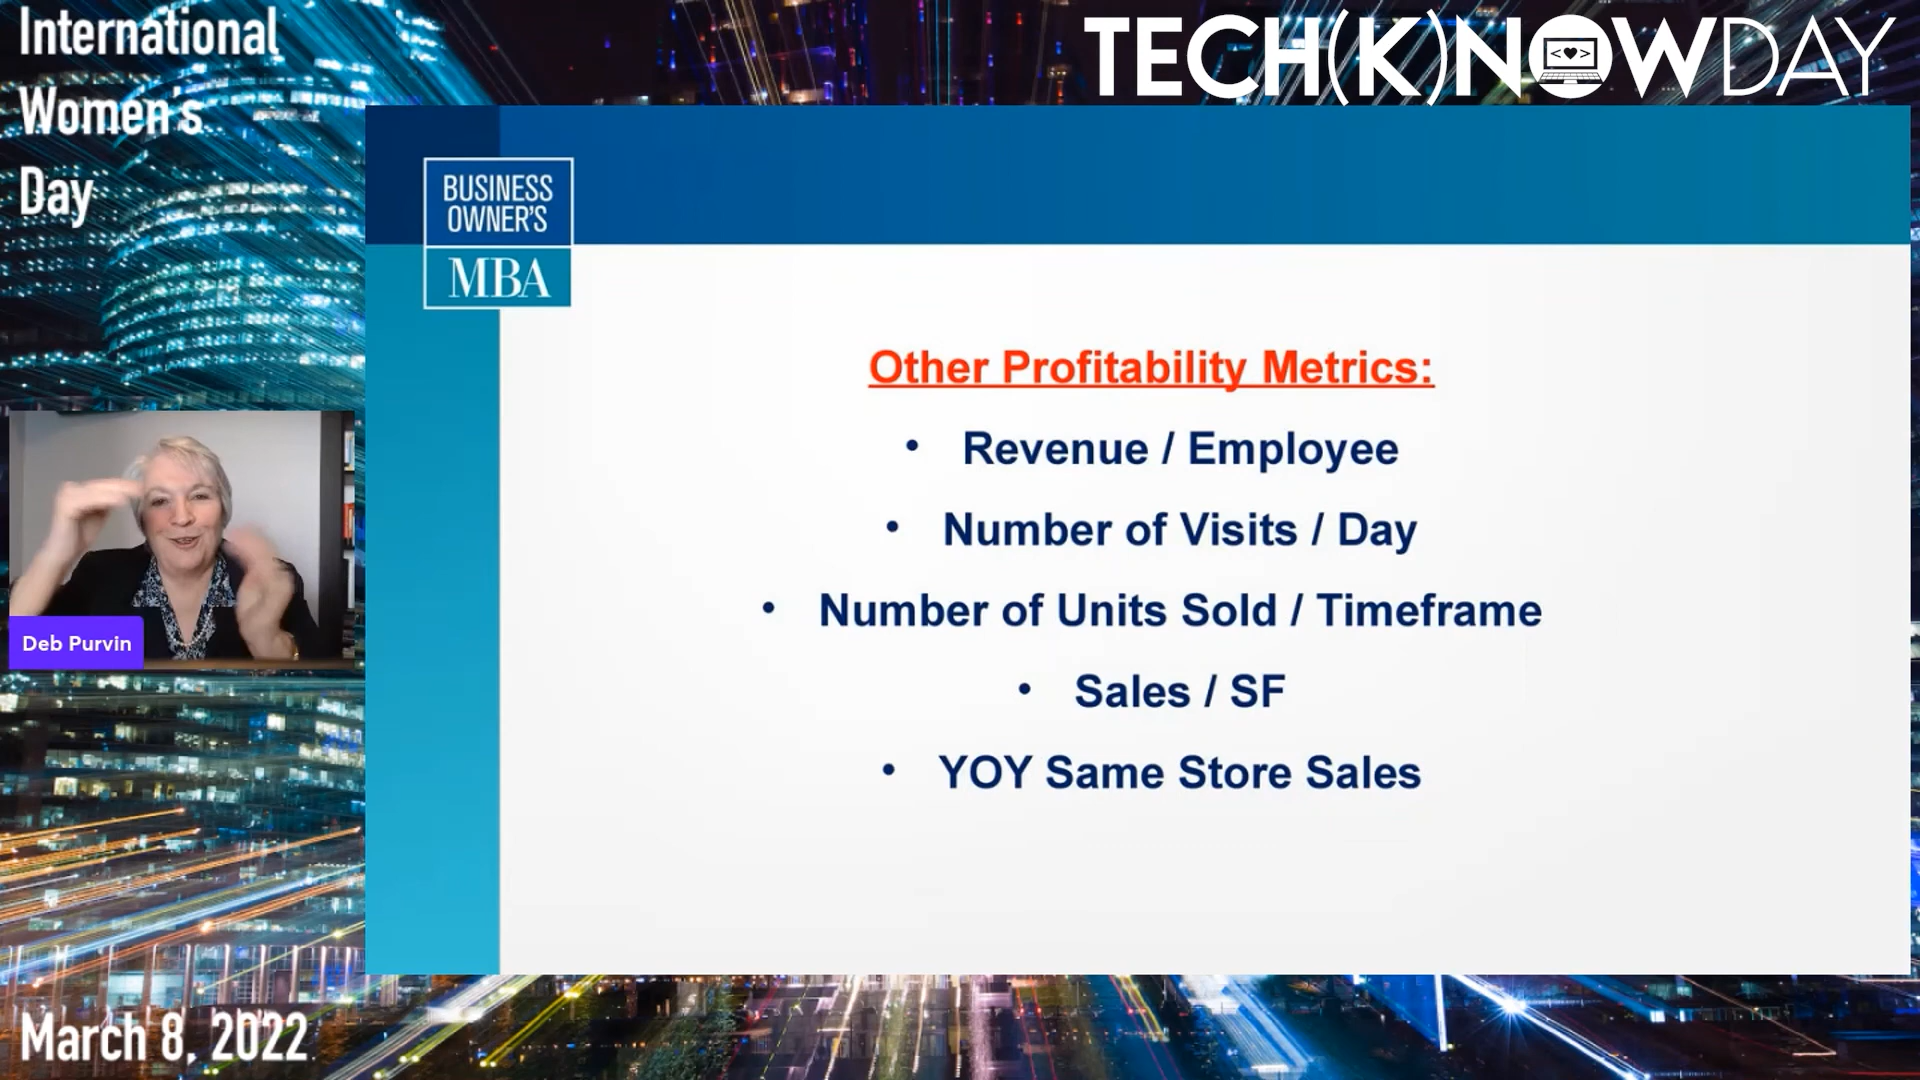 International
Women's
Day
TECH(K)NOWDAY
BUSINESS
OWNER'S
MBA
Other Profitability Metrics:
• Revenue / Employee
• Number of Visits / Day
• Number of Units Sold / Timeframe
• Sales / SF
• YOY Same Store Sales
Deb Purvin
March 8, 2022